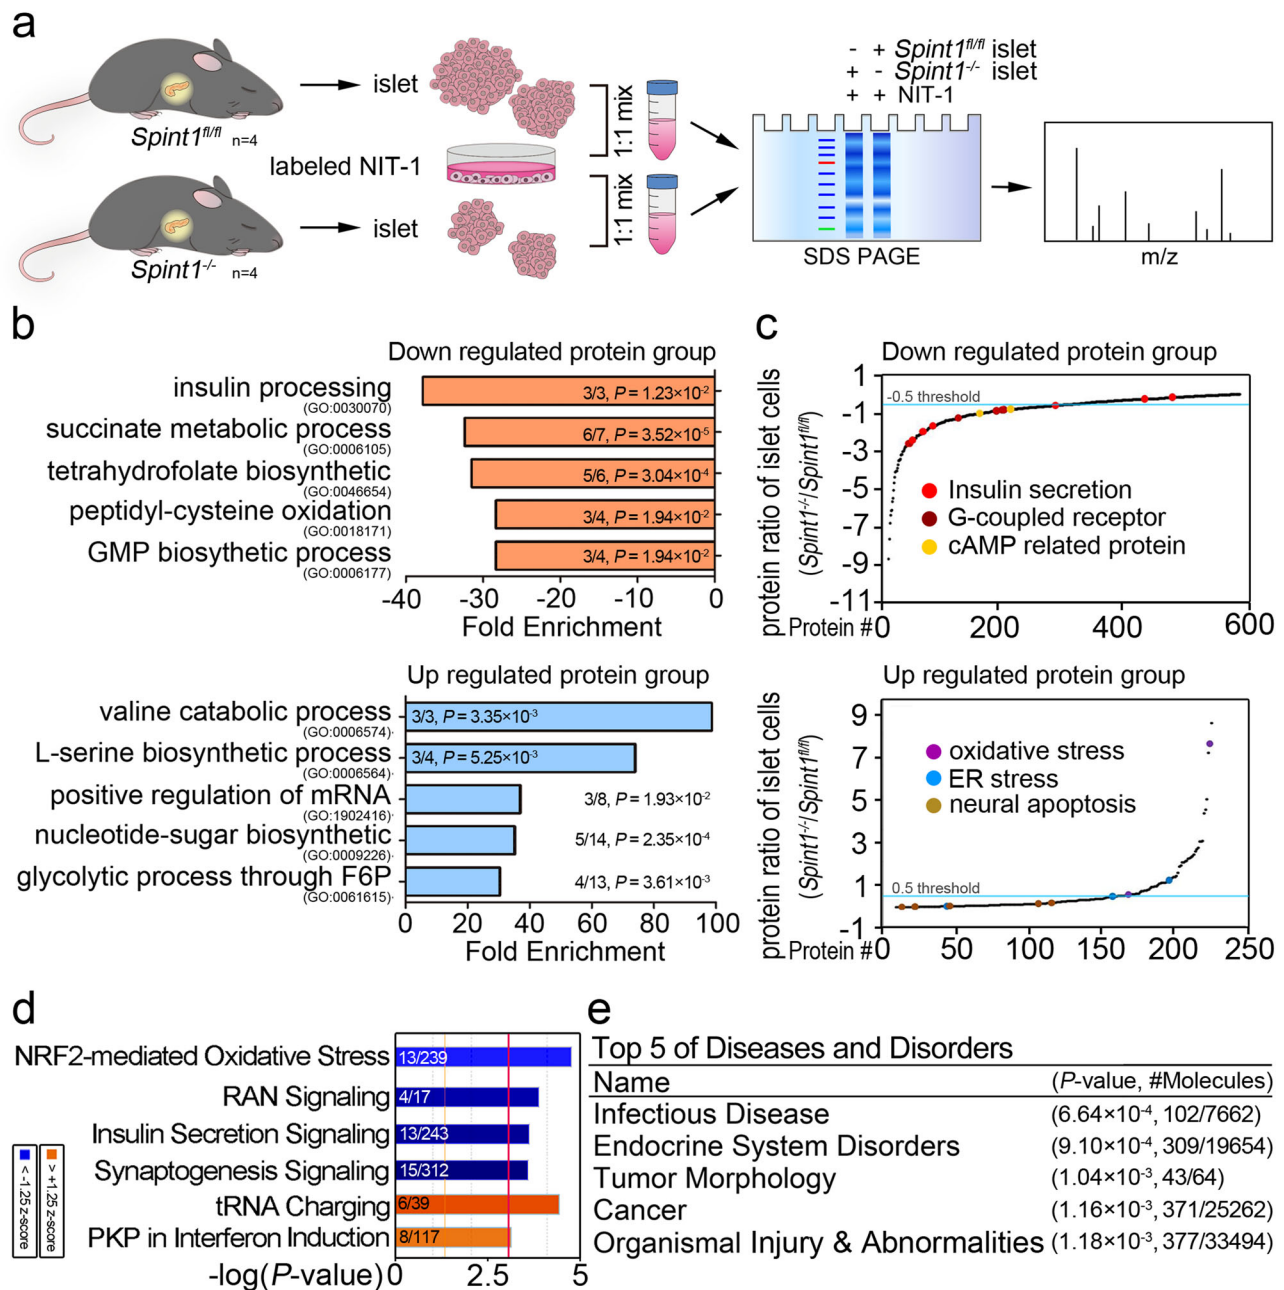 a
- + Spint1fl/fl islet
+ - Spint1-/- islet
+ + NIT-1
islet
1:1 mix
Spint1fl/fl n=4
labeled NIT-1
islet
1:1 mix
Spint1-/- n=4
SDS PAGE
m/z
b
Down regulated protein group
insulin processing
(GO:0030070)
3/3, P = 1.23×10-2
succinate metabolic process
(GO:0006105)
6/7, P = 3.52×10-5
tetrahydrofolate biosynthetic
(GO:0046654)
5/6, P = 3.04×10-4
peptidyl-cysteine oxidation
(GO:0018171)
3/4, P = 1.94×10-2
GMP biosythetic process
(GO:0006177)
3/4, P = 1.94×10-2
-40 -30 -20 -10 0
Fold Enrichment
Up regulated protein group
valine catabolic process
(GO:0006574)
3/3, P = 3.35×10-3
L-serine biosynthetic process
(GO:0006564)
3/4, P = 5.25×10-3
positive regulation of mRNA
(GO:1902416)
3/8, P = 1.93×10-2
nucleotide-sugar biosynthetic
(GO:0009226)
5/14, P = 2.35×10-4
glycolytic process through F6P
(GO:0061615)
4/13, P = 3.61×10-3
0 20 40 60 80 100
Fold Enrichment
c
Down regulated protein group
protein ratio of islet cells
(Spint1-/-/Spint1fl/fl)
1
-1
-3
-5
-7
-9
-11
-0.5 threshold
Insulin secretion
G-coupled receptor
cAMP related protein
Protein # 0 200 400 600
Up regulated protein group
protein ratio of islet cells
(Spint1-/-/Spint1fl/fl)
9
7
5
3
1
-1
oxidative stress
ER stress
neural apoptosis
0.5 threshold
Protein # 0 50 100 150 200 250
d
NRF2-mediated Oxidative Stress 13/239
RAN Signaling 4/17
Insulin Secretion Signaling 13/243
Synaptogenesis Signaling 15/312
tRNA Charging 6/39
PKP in Interferon Induction 8/117
-log(P-value) 0 2.5 5
< -1.25 z-score
> +1.25 z-score
e
Top 5 of Diseases and Disorders
Name (P-value, #Molecules)
Infectious Disease (6.64×10-4, 102/7662)
Endocrine System Disorders (9.10×10-4, 309/19654)
Tumor Morphology (1.04×10-3, 43/64)
Cancer (1.16×10-3, 371/25262)
Organismal Injury & Abnormalities (1.18×10-3, 377/33494)